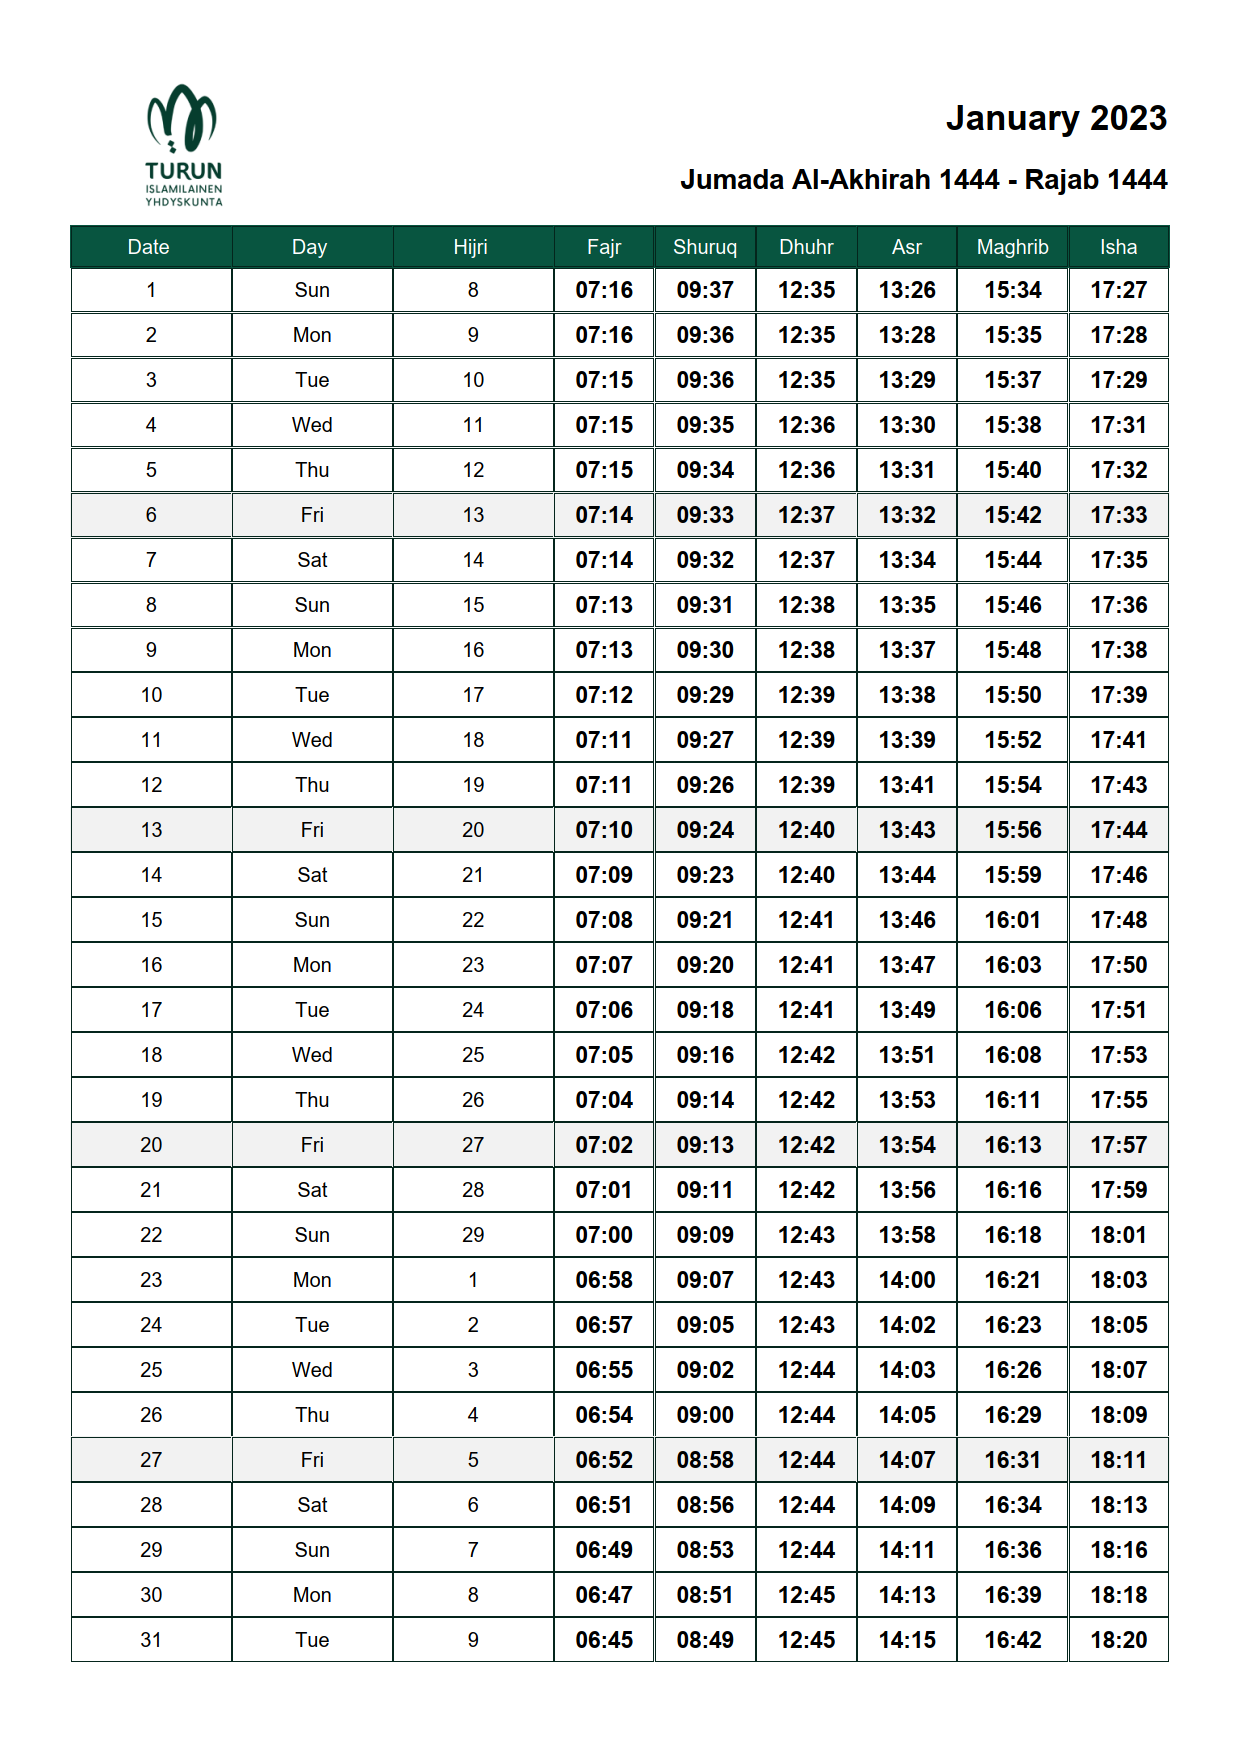 January 2023
TURUN
ISLAMILAINEN
YHDYSKUNTA
Jumada Al-Akhirah 1444 - Rajab 1444
Date Day Hijri Fajr Shuruq Dhuhr Asr Maghrib Isha
1 Sun 8 07:16 09:37 12:35 13:26 15:34 17:27
2 Mon 9 07:16 09:36 12:35 13:28 15:35 17:28
3 Tue 10 07:15 09:36 12:35 13:29 15:37 17:29
4 Wed 11 07:15 09:35 12:36 13:30 15:38 17:31
5 Thu 12 07:15 09:34 12:36 13:31 15:40 17:32
6 Fri 13 07:14 09:33 12:37 13:32 15:42 17:33
7 Sat 14 07:14 09:32 12:37 13:34 15:44 17:35
8 Sun 15 07:13 09:31 12:38 13:35 15:46 17:36
9 Mon 16 07:13 09:30 12:38 13:37 15:48 17:38
10 Tue 17 07:12 09:29 12:39 13:38 15:50 17:39
11 Wed 18 07:11 09:27 12:39 13:39 15:52 17:41
12 Thu 19 07:11 09:26 12:39 13:41 15:54 17:43
13 Fri 20 07:10 09:24 12:40 13:43 15:56 17:44
14 Sat 21 07:09 09:23 12:40 13:44 15:59 17:46
15 Sun 22 07:08 09:21 12:41 13:46 16:01 17:48
16 Mon 23 07:07 09:20 12:41 13:47 16:03 17:50
17 Tue 24 07:06 09:18 12:41 13:49 16:06 17:51
18 Wed 25 07:05 09:16 12:42 13:51 16:08 17:53
19 Thu 26 07:04 09:14 12:42 13:53 16:11 17:55
20 Fri 27 07:02 09:13 12:42 13:54 16:13 17:57
21 Sat 28 07:01 09:11 12:42 13:56 16:16 17:59
22 Sun 29 07:00 09:09 12:43 13:58 16:18 18:01
23 Mon 1 06:58 09:07 12:43 14:00 16:21 18:03
24 Tue 2 06:57 09:05 12:43 14:02 16:23 18:05
25 Wed 3 06:55 09:02 12:44 14:03 16:26 18:07
26 Thu 4 06:54 09:00 12:44 14:05 16:29 18:09
27 Fri 5 06:52 08:58 12:44 14:07 16:31 18:11
28 Sat 6 06:51 08:56 12:44 14:09 16:34 18:13
29 Sun 7 06:49 08:53 12:44 14:11 16:36 18:16
30 Mon 8 06:47 08:51 12:45 14:13 16:39 18:18
31 Tue 9 06:45 08:49 12:45 14:15 16:42 18:20